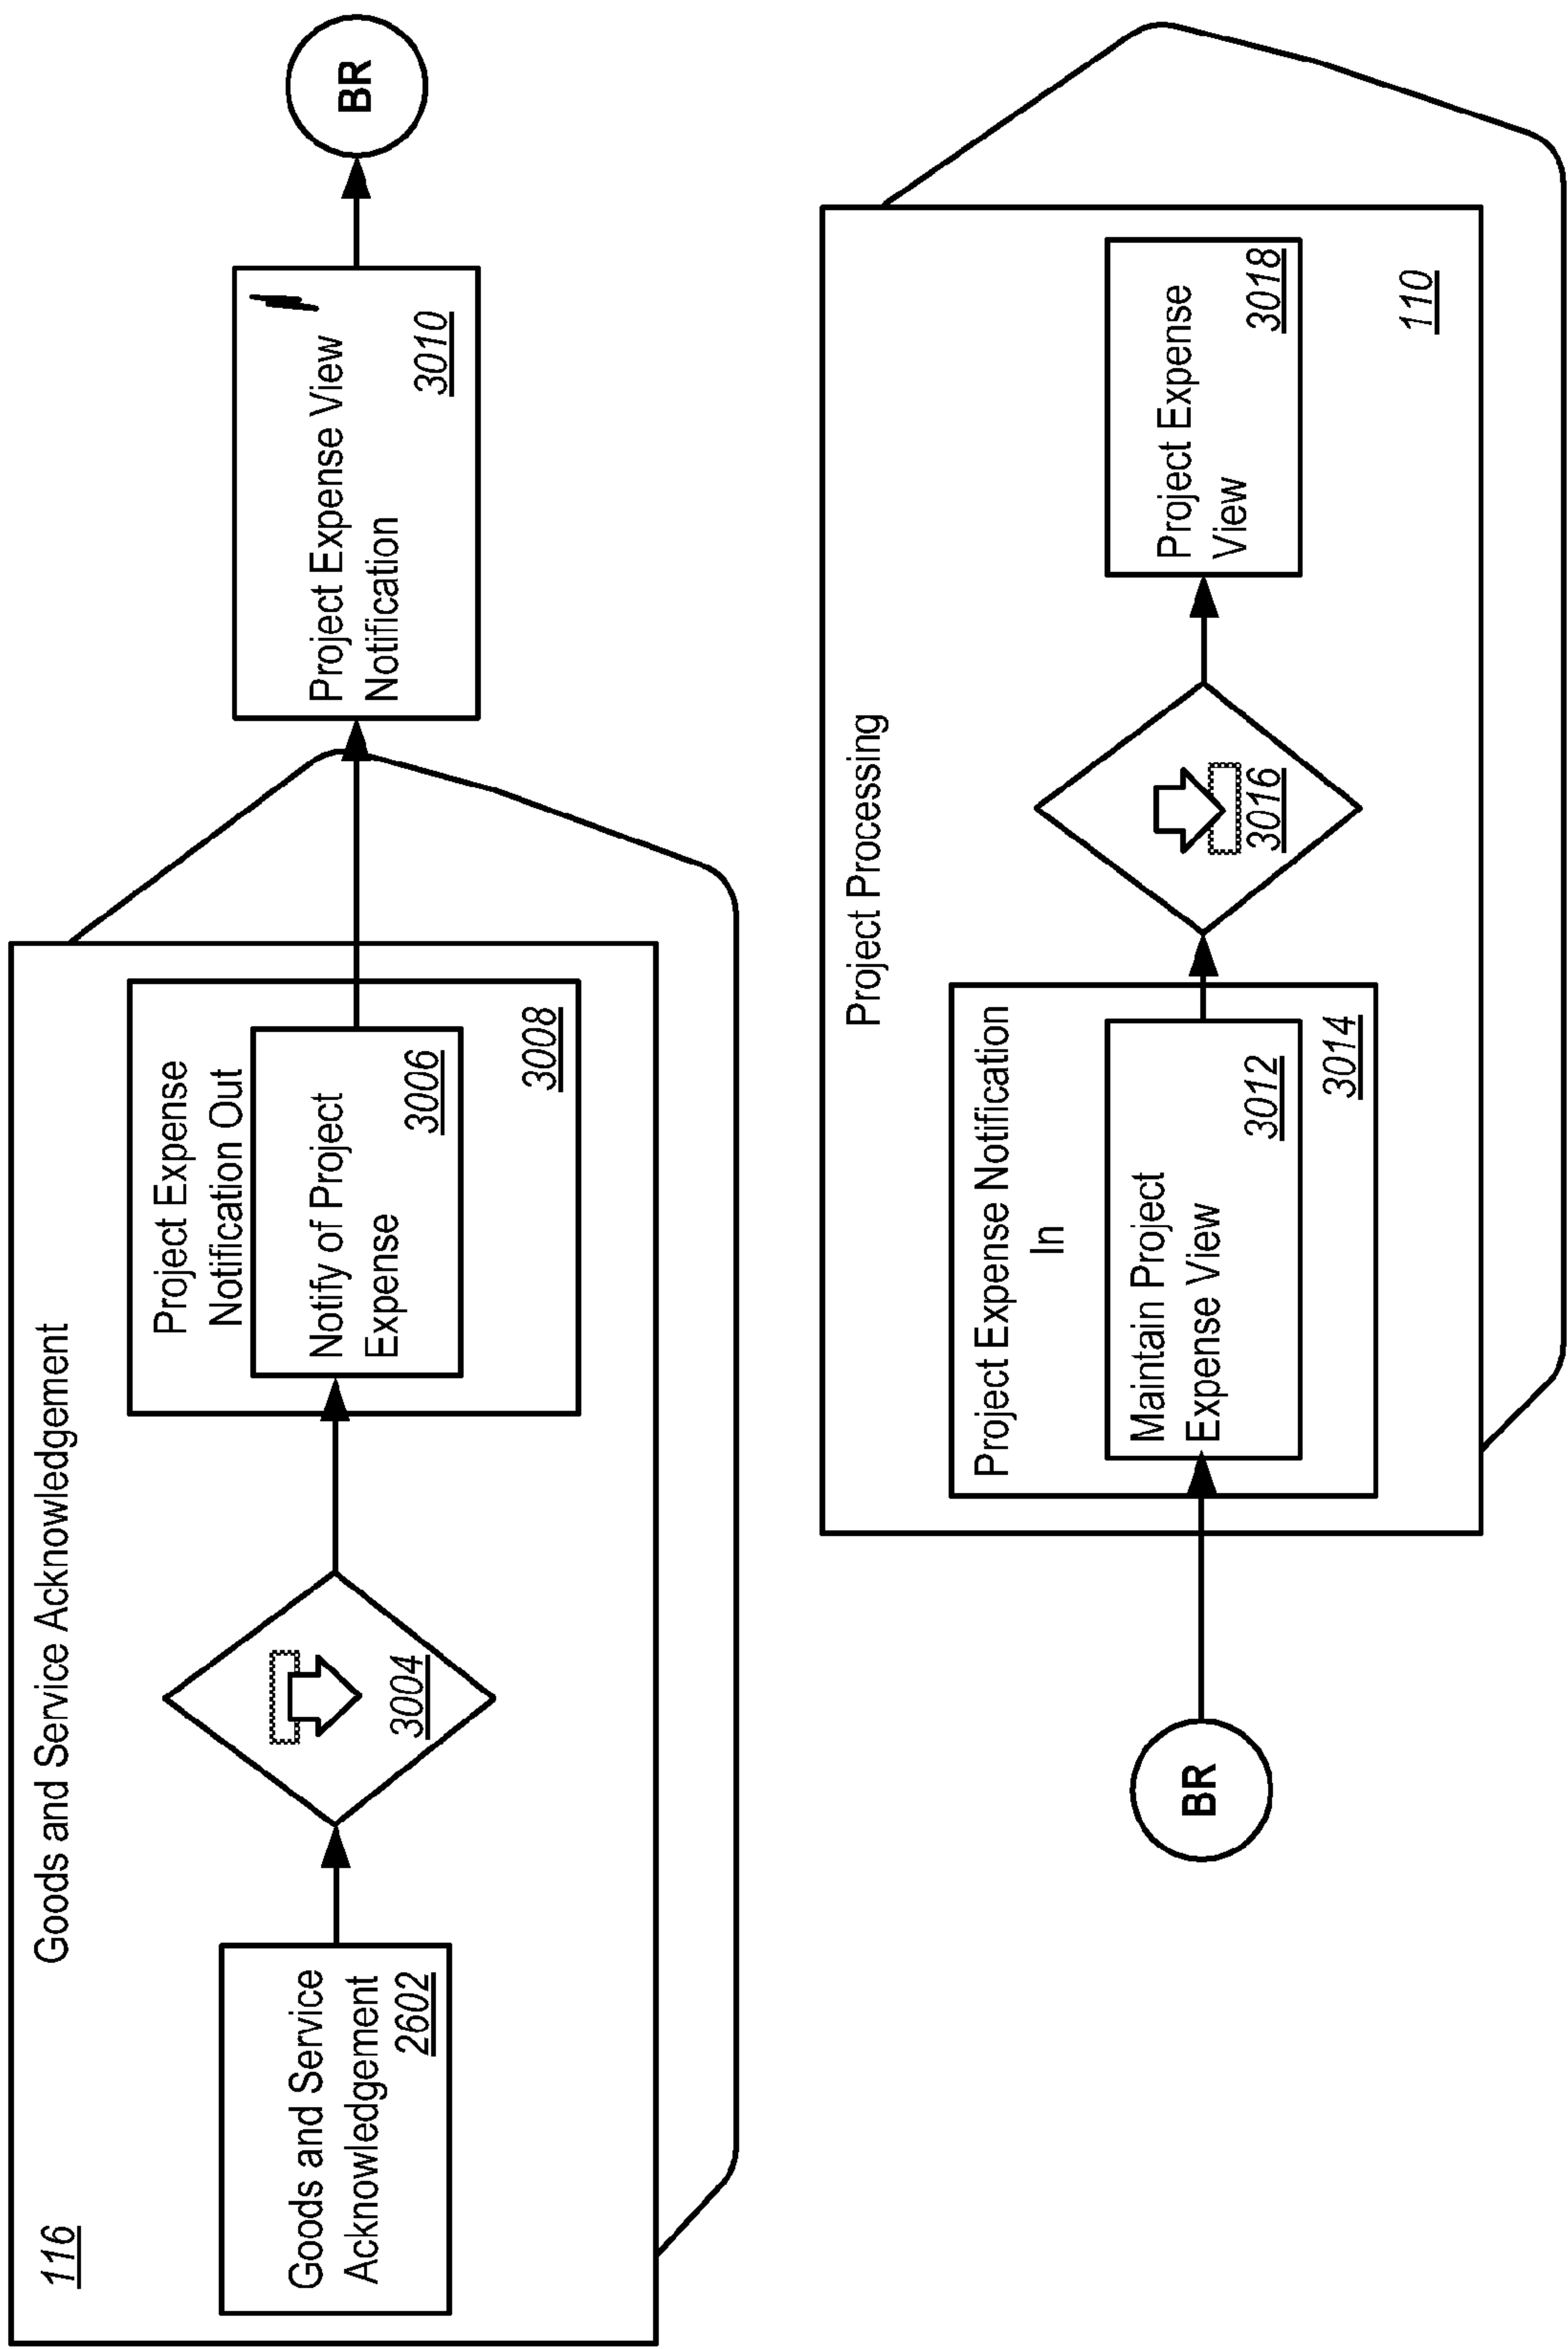 116
Goods and Service Acknowledgement
Goods and Service
Acknowledgement
2602
3004
Project Expense
Notification Out
Notify of Project
Expense
3006
3008
Project Expense View
Notification
3010
BR
BR
Project Processing
Project Expense Notification
In
Maintain Project
Expense View
3012
3014
3016
Project Expense
View
3018
110